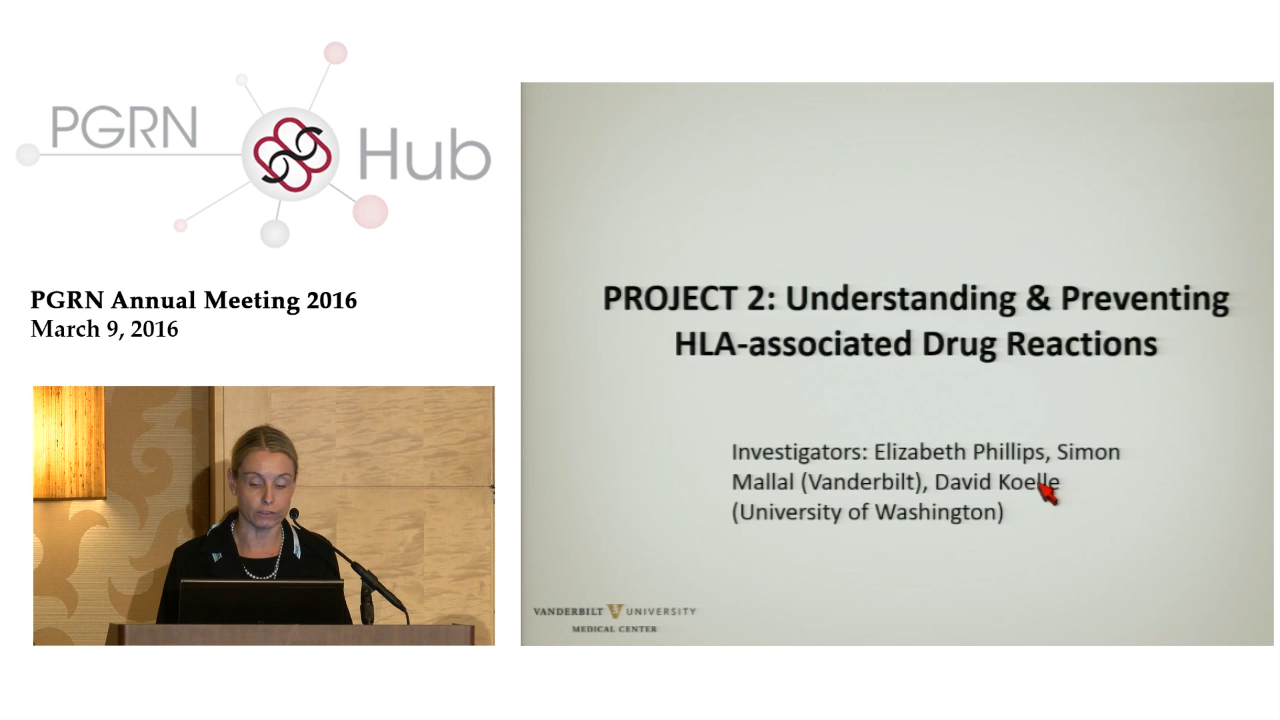 PGRN
Hub
PGRN Annual Meeting 2016
March 9, 2016
PROJECT 2: Understanding & Preventing
HLA-associated Drug Reactions
Investigators: Elizabeth Phillips, Simon
Mallal (Vanderbilt), David Koelle
(University of Washington)
VANDERBILT V UNIVERSITY
MEDICAL CENTER